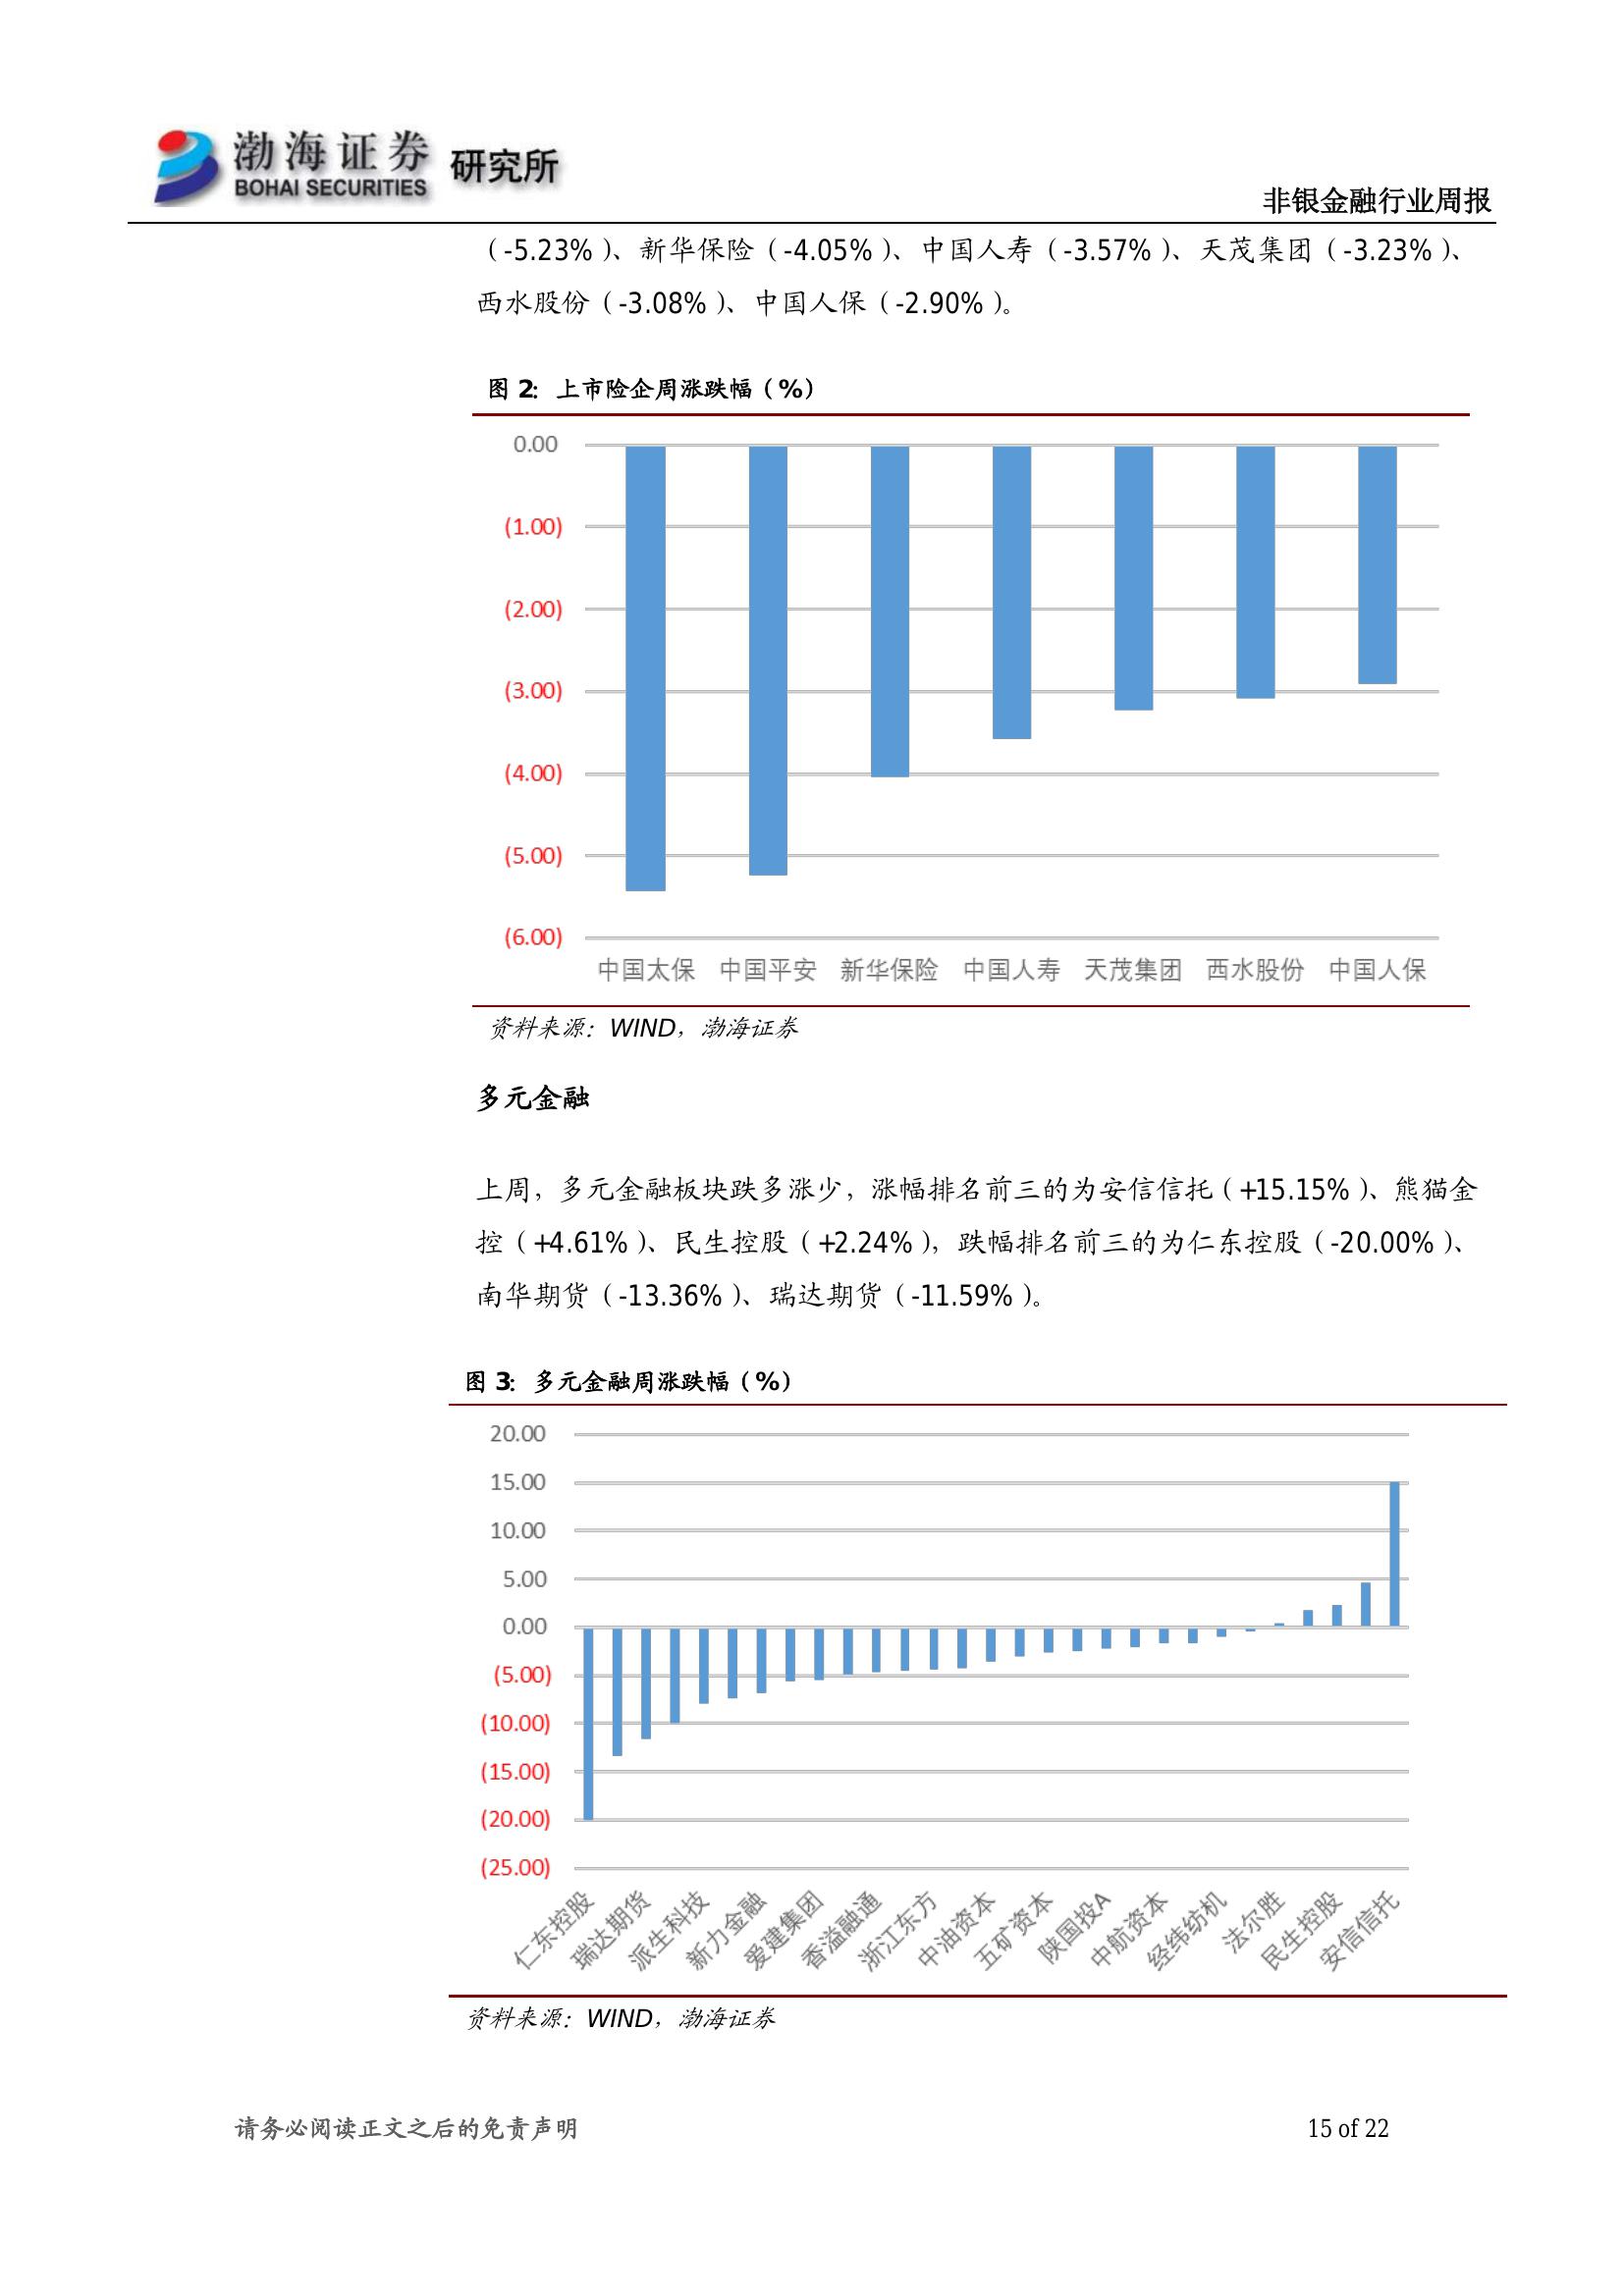 渤海证券 研究所
BOHAI SECURITIES
非银金融行业周报
（-5.23%）、新华保险（-4.05%）、中国人寿（-3.57%）、天茂集团（-3.23%）、
西水股份（-3.08%）、中国人保（-2.90%）。
图 2：上市险企周涨跌幅（%）
0.00
(1.00)
(2.00)
(3.00)
(4.00)
(5.00)
(6.00)
中国太保 中国平安 新华保险 中国人寿 天茂集团 西水股份 中国人保
资料来源：WIND，渤海证券
多元金融
上周，多元金融板块跌多涨少，涨幅排名前三的为安信信托（+15.15%）、熊猫金
控（+4.61%）、民生控股（+2.24%），跌幅排名前三的为仁东控股（-20.00%）、
南华期货（-13.36%）、瑞达期货（-11.59%）。
图 3：多元金融周涨跌幅（%）
20.00
15.00
10.00
5.00
0.00
(5.00)
(10.00)
(15.00)
(20.00)
(25.00)
仁东控股 瑞达期货 派生科技 新力金融 爱建集团 香溢融通 浙江东方 中油资本 五矿资本 陕国投A 中航资本 经纬纺机 法尔胜 民生控股 安信信托
资料来源：WIND，渤海证券
请务必阅读正文之后的免责声明 15 of 22